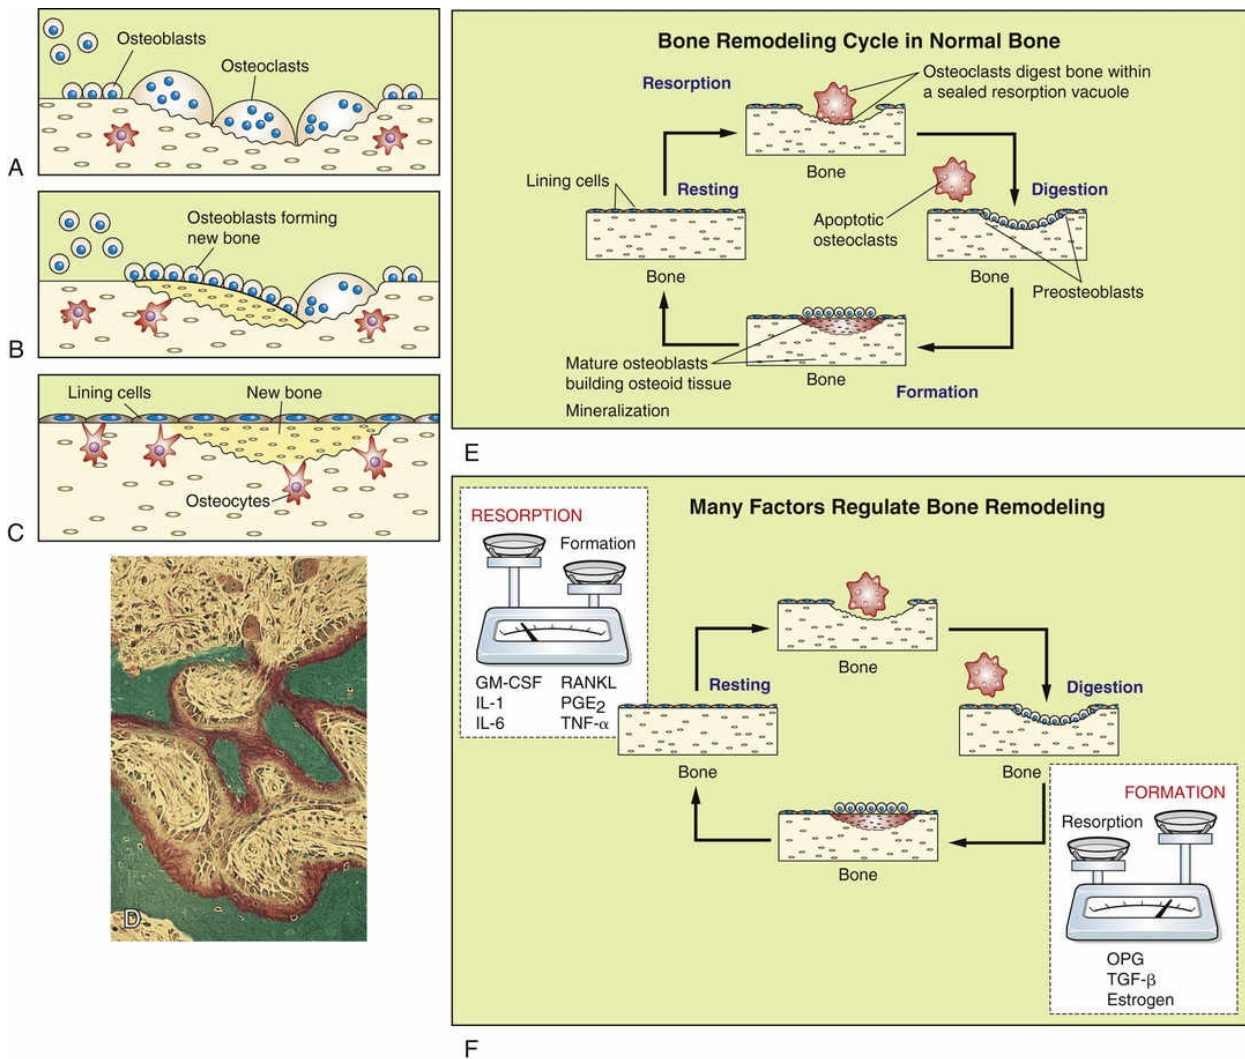 Osteoblasts
Osteoclasts
A
Osteoblasts forming
new bone
B
Lining cells
New bone
Osteocytes
C
D
Bone Remodeling Cycle in Normal Bone
Resorption
Osteoclasts digest bone within
a sealed resorption vacuole
Bone
Lining cells
Resting
Bone
Apoptotic
osteoclasts
Digestion
Bone
Preosteoblasts
Mature osteoblasts
building osteoid tissue
Mineralization
Bone
Formation
E
Many Factors Regulate Bone Remodeling
RESORPTION
Formation
GM-CSF RANKL
IL-1 PGE2
IL-6 TNF-α
Bone
Resting
Bone
Digestion
Bone
Bone
FORMATION
Resorption
OPG
TGF-β
Estrogen
F